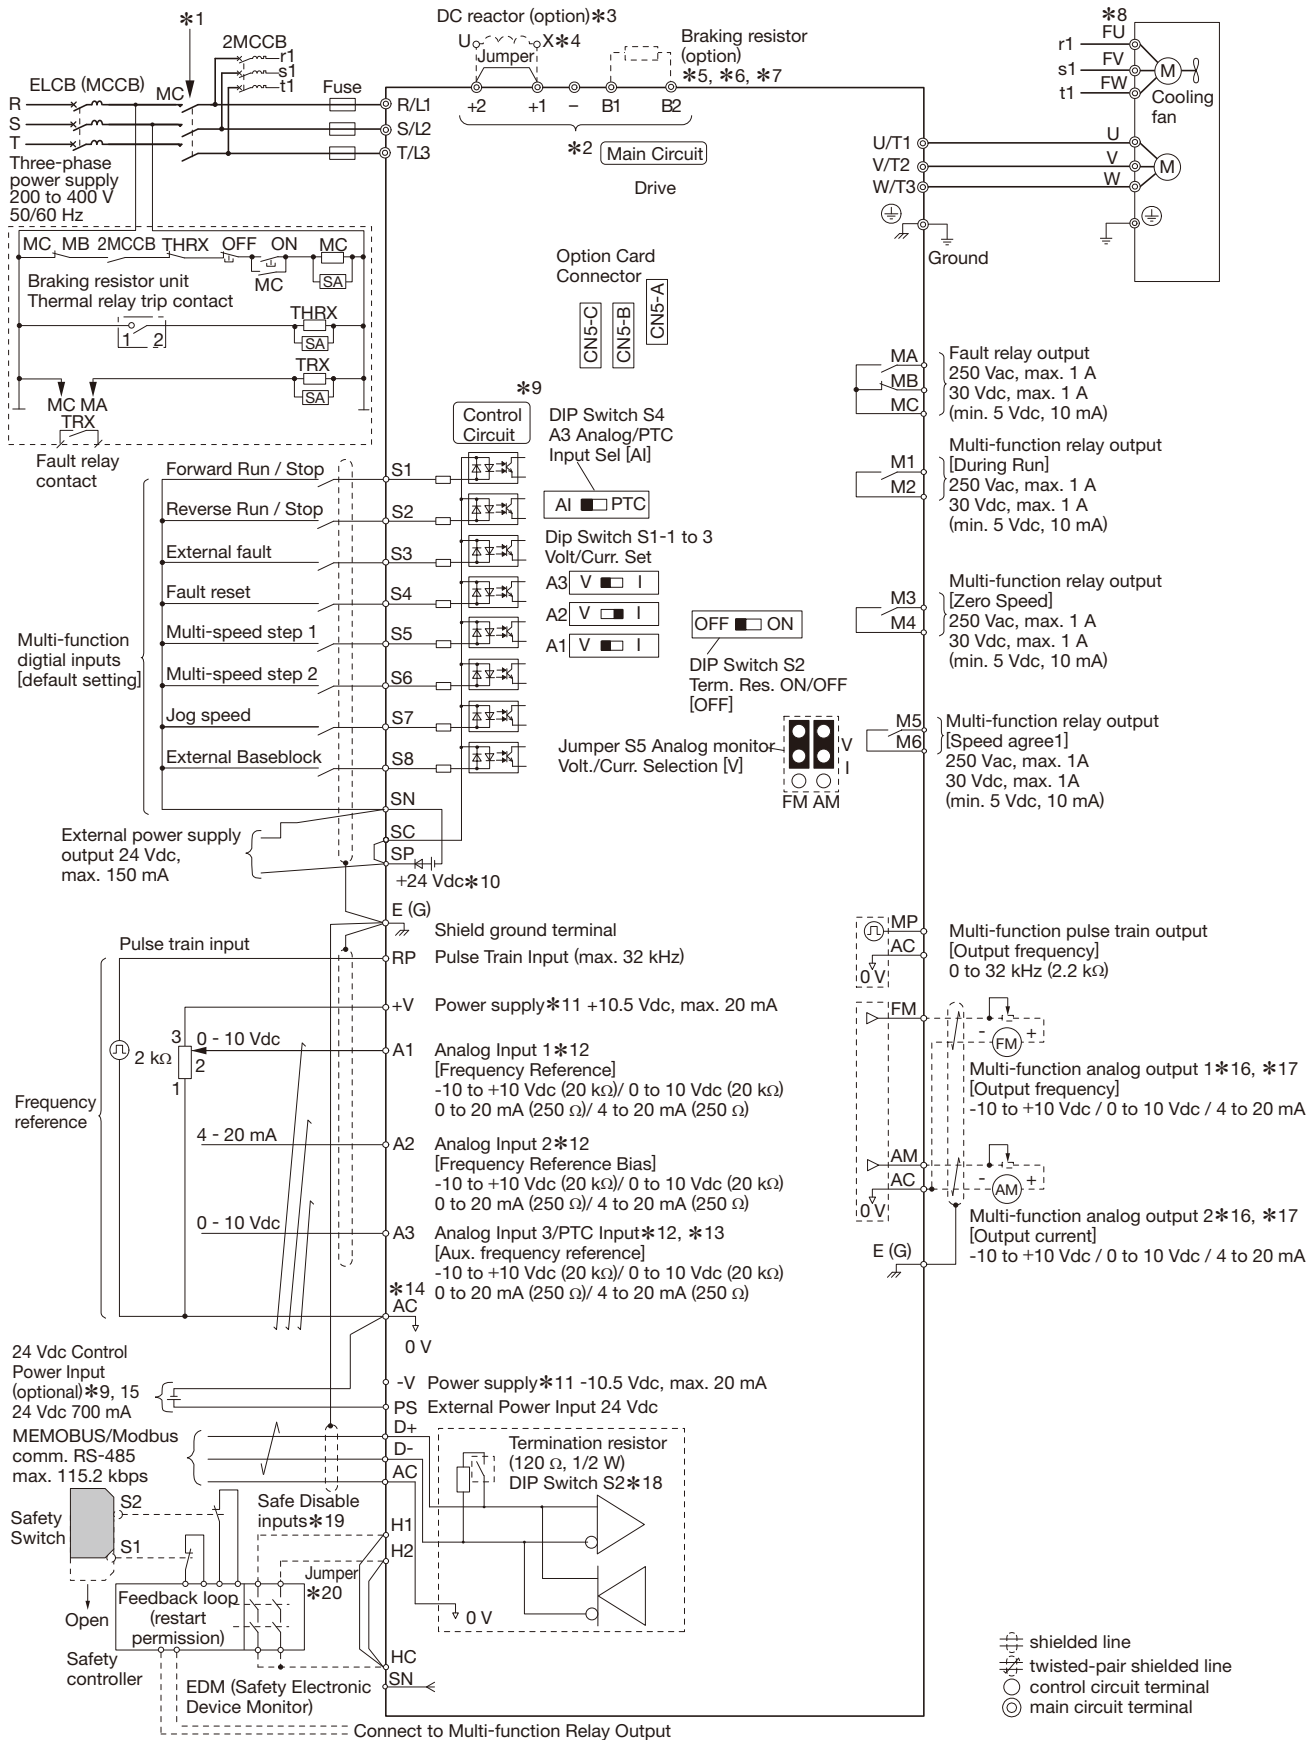 *1
DC reactor (option)*3
U X*4
Jumper
Braking resistor
(option)
*5, *6, *7
*8
r1 FU
s1 FV
t1 FW
M
Cooling
fan
2MCCB
r1
s1
t1
ELCB (MCCB)
MC
Fuse
R
S
T
R/L1
S/L2
T/L3
+2 +1 – B1 B2
*2
Main Circuit
Drive
U/T1 U
V/T2 V
W/T3 W
M
Ground
Three-phase
power supply
200 to 400 V
50/60 Hz
MC MB 2MCCB THRX OFF ON MC
MC
SA
Braking resistor unit
Thermal relay trip contact
1 2
THRX
SA
TRX
SA
MC MA
TRX
Fault relay
contact
Option Card
Connector
CN5-C
CN5-B
CN5-A
MA
MB
MC
Fault relay output
250 Vac, max. 1 A
30 Vdc, max. 1 A
(min. 5 Vdc, 10 mA)
*9
Control
Circuit
DIP Switch S4
A3 Analog/PTC
Input Sel [AI]
AI PTC
Dip Switch S1-1 to 3
Volt/Curr. Set
A3 V I
A2 V I
A1 V I
OFF ON
DIP Switch S2
Term. Res. ON/OFF
[OFF]
Jumper S5 Analog monitor
Volt./Curr. Selection [V]
V
I
FM AM
M1
M2
Multi-function relay output
[During Run]
250 Vac, max. 1 A
30 Vdc, max. 1 A
(min. 5 Vdc, 10 mA)
M3
M4
Multi-function relay output
[Zero Speed]
250 Vac, max. 1 A
30 Vdc, max. 1 A
(min. 5 Vdc, 10 mA)
M5
M6
Multi-function relay output
[Speed agree1]
250 Vac, max. 1A
30 Vdc, max. 1A
(min. 5 Vdc, 10 mA)
Multi-function
digtial inputs
[default setting]
Forward Run / Stop S1
Reverse Run / Stop S2
External fault S3
Fault reset S4
Multi-speed step 1 S5
Multi-speed step 2 S6
Jog speed S7
External Baseblock S8
SN
SC
SP
External power supply
output 24 Vdc,
max. 150 mA
+24 Vdc*10
E (G)
Shield ground terminal
Pulse train input
RP Pulse Train Input (max. 32 kHz)
+V Power supply*11 +10.5 Vdc, max. 20 mA
Frequency
reference
2 kΩ
3
2
1
0 - 10 Vdc
A1 Analog Input 1*12
[Frequency Reference]
-10 to +10 Vdc (20 kΩ)/ 0 to 10 Vdc (20 kΩ)
0 to 20 mA (250 Ω)/ 4 to 20 mA (250 Ω)
4 - 20 mA
A2 Analog Input 2*12
[Frequency Reference Bias]
-10 to +10 Vdc (20 kΩ)/ 0 to 10 Vdc (20 kΩ)
0 to 20 mA (250 Ω)/ 4 to 20 mA (250 Ω)
0 - 10 Vdc
A3 Analog Input 3/PTC Input*12, *13
[Aux. frequency reference]
-10 to +10 Vdc (20 kΩ)/ 0 to 10 Vdc (20 kΩ)
0 to 20 mA (250 Ω)/ 4 to 20 mA (250 Ω)
*14
AC
0 V
MP
AC
0 V
Multi-function pulse train output
[Output frequency]
0 to 32 kHz (2.2 kΩ)
FM
- +
FM
Multi-function analog output 1*16, *17
[Output frequency]
-10 to +10 Vdc / 0 to 10 Vdc / 4 to 20 mA
AM
AC
0 V
- +
AM
Multi-function analog output 2*16, *17
[Output current]
-10 to +10 Vdc / 0 to 10 Vdc / 4 to 20 mA
E (G)
24 Vdc Control
Power Input
(optional)*9, 15
24 Vdc 700 mA
-V Power supply*11 -10.5 Vdc, max. 20 mA
PS External Power Input 24 Vdc
MEMOBUS/Modbus
comm. RS-485
max. 115.2 kbps
D+
D-
AC
Termination resistor
(120 Ω, 1/2 W)
DIP Switch S2*18
0 V
Safety
Switch
S2
S1
Open
Safe Disable
inputs*19
H1
H2
Jumper
*20
Feedback loop
(restart
permission)
Safety
controller
HC
SN
EDM (Safety Electronic
Device Monitor)
Connect to Multi-function Relay Output
shielded line
twisted-pair shielded line
control circuit terminal
main circuit terminal